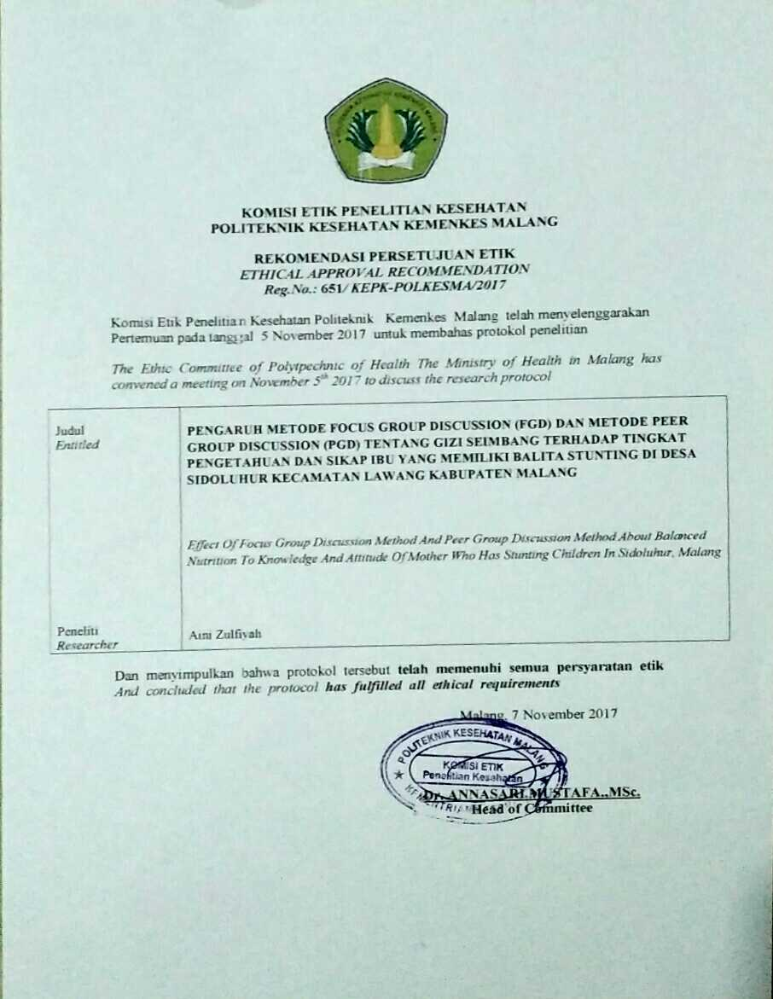 POLITEKNIK KESEHATAN KEMENKES MALANG
KOMISI ETIK PENELITIAN KESEHATAN
POLITEKNIK KESEHATAN KEMENKES MALANG
REKOMENDASI PERSETUJUAN ETIK
ETHICAL APPROVAL RECOMMENDATION
Reg.No.: 651/ KEPK-POLKESMA/2017
Komisi Etik Penelitian Kesehatan Politeknik Kemenkes Malang telah menyelenggarakan
Pertemuan pada tanggal 5 November 2017 untuk membahas protokol penelitian
The Ethic Committee of Polytpechnic of Health The Ministry of Health in Malang has
convened a meeting on November 5th 2017 to discuss the research protocol
Judul
Entitled
PENGARUH METODE FOCUS GROUP DISCUSSION (FGD) DAN METODE PEER
GROUP DISCUSSION (PGD) TENTANG GIZI SEIMBANG TERHADAP TINGKAT
PENGETAHUAN DAN SIKAP IBU YANG MEMILIKI BALITA STUNTING DI DESA
SIDOLUHUR KECAMATAN LAWANG KABUPATEN MALANG
Effect Of Focus Group Discussion Method And Peer Group Discussion Method About Balanced
Nutrition To Knowledge And Attitude Of Mother Who Has Stunting Children In Sidoluhur, Malang
Peneliti
Researcher
Aini Zulfiyah
Dan menyimpulkan bahwa protokol tersebut telah memenuhi semua persyaratan etik
And concluded that the protocol has fulfilled all ethical requirements
Malang, 7 November 2017
POLITEKNIK KESEHATAN MALANG
KOMISI ETIK
Penelitian Kesehatan
Dr. ANNASARI MUSTAFA.,MSc.
Head of Committee